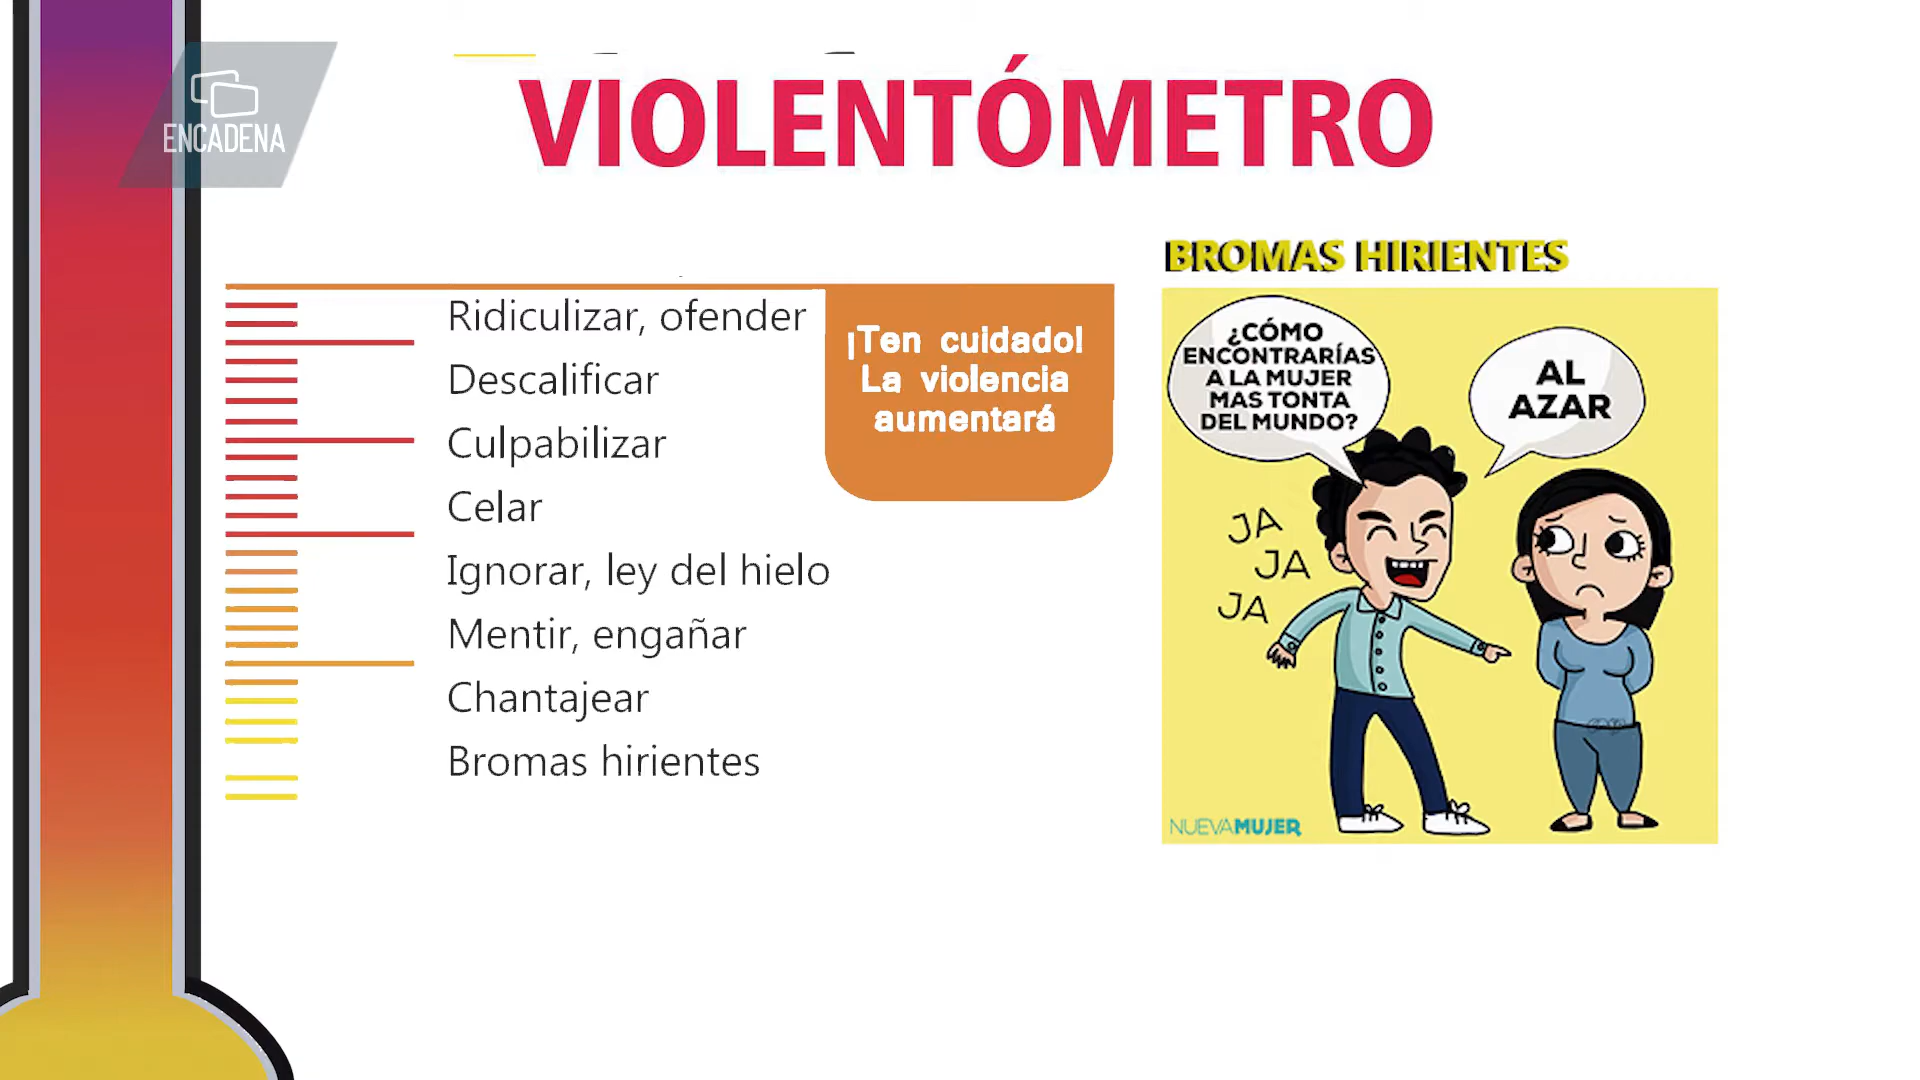 ENCADENA
VIOLENTÓMETRO
Ridiculizar, ofender
Descalificar
Culpabilizar
Celar
Ignorar, ley del hielo
Mentir, engañar
Chantajear
Bromas hirientes
¡Ten cuidado!
La violencia
aumentará
BROMAS HIRIENTES
¿CÓMO
ENCONTRARÍAS
A LA MUJER
MAS TONTA
DEL MUNDO?
AL
AZAR
JA
JA
JA
NUEVAMUJER